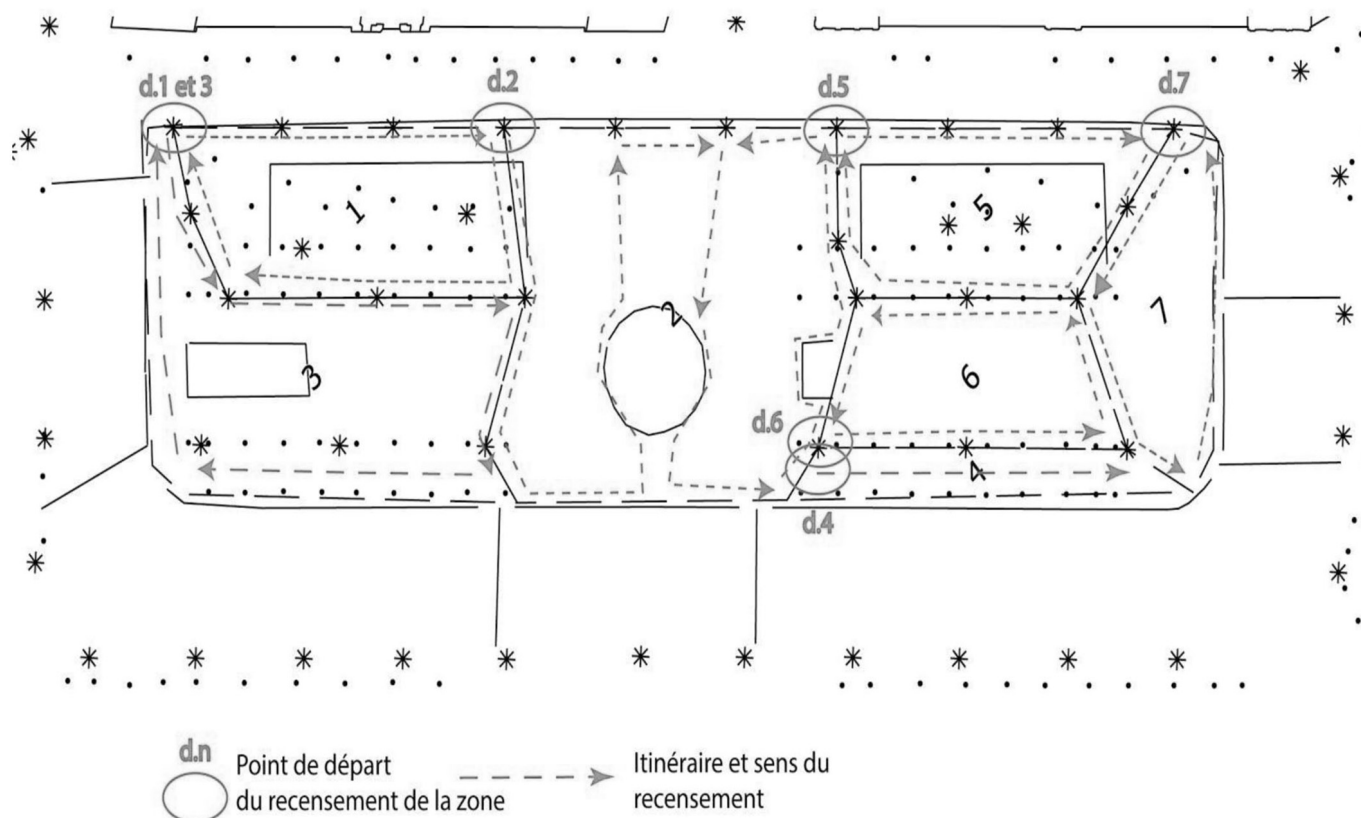 d.1 et 3
d.2
d.5
d.7
1
5
2
7
3
6
d.6
4
d.4
d.n
Point de départ
du recensement de la zone
Itinéraire et sens du
recensement